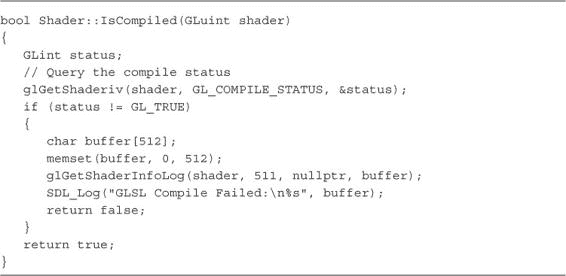 bool Shader::IsCompiled(GLuint shader)
{
   GLint status;
   // Query the compile status
   glGetShaderiv(shader, GL_COMPILE_STATUS, &status);
   if (status != GL_TRUE)
   {
      char buffer[512];
      memset(buffer, 0, 512);
      glGetShaderInfoLog(shader, 511, nullptr, buffer);
      SDL_Log("GLSL Compile Failed:\n%s", buffer);
      return false;
   }
   return true;
}